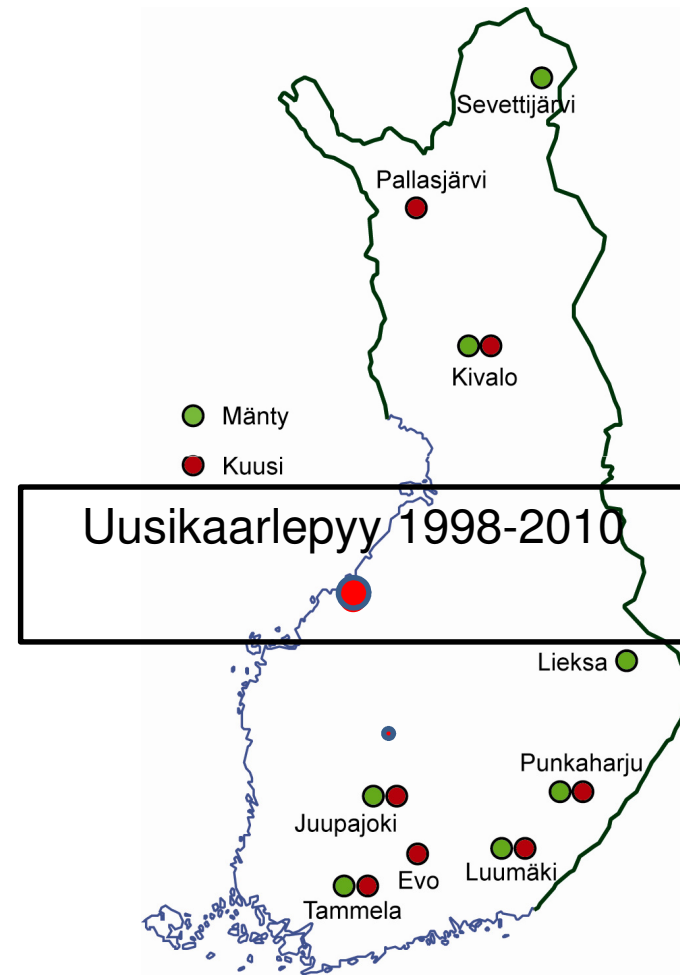 Sevettijärvi
Pallasjärvi
Kivalo
Mänty
Kuusi
Uusikaarlepyy 1998-2010
Lieksa
Punkaharju
Juupajoki
Luumäki
Evo
Tammela